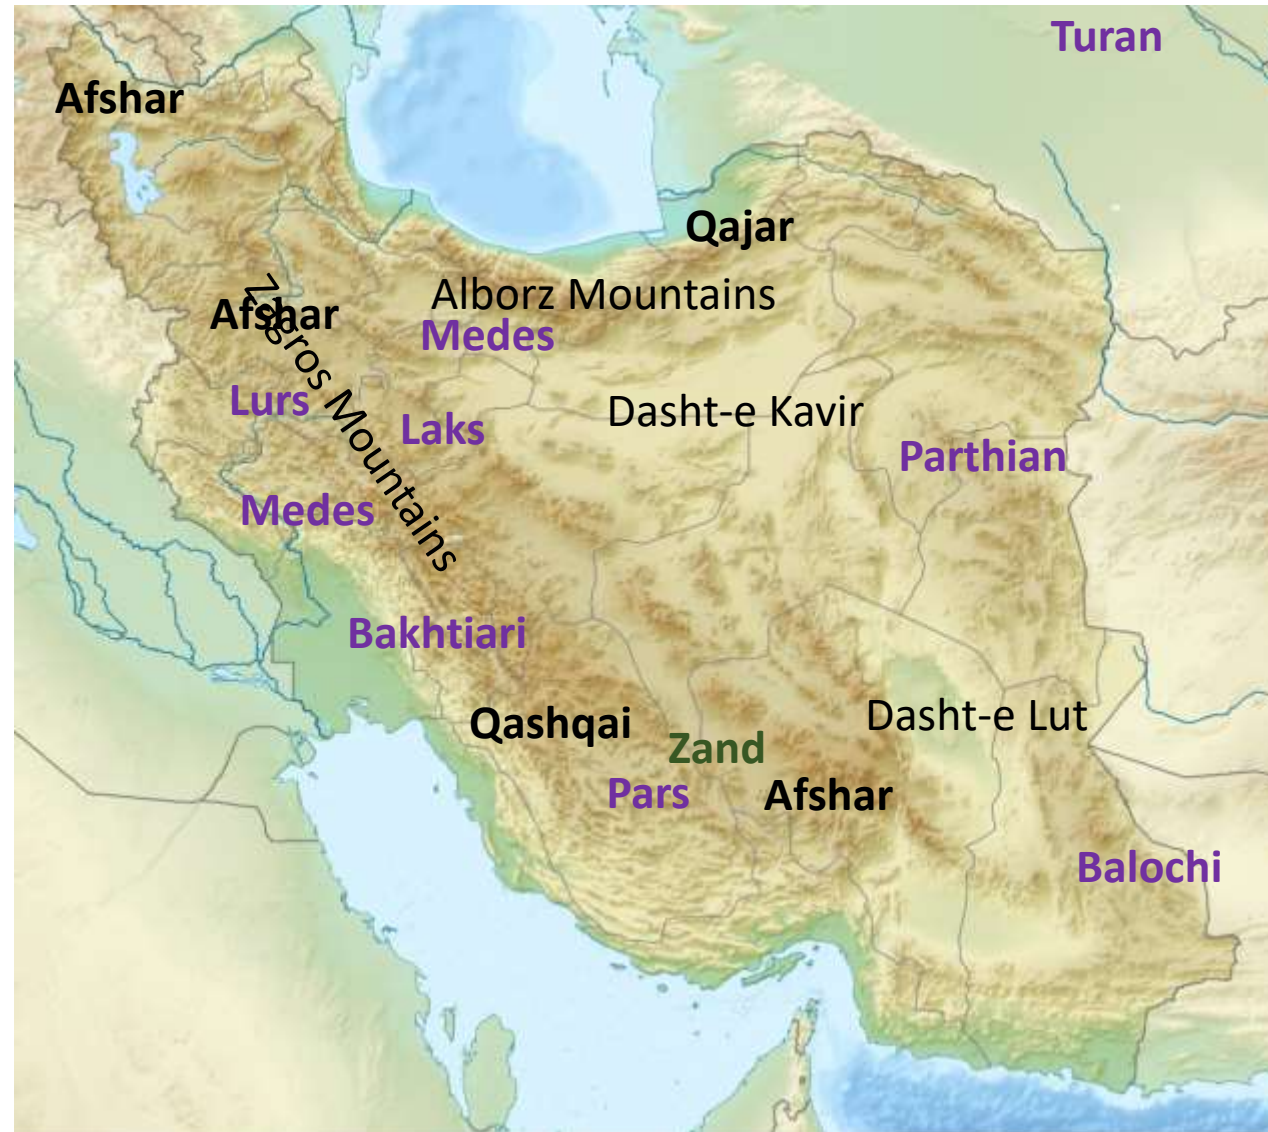 Turan
Afshar
Qajar
Alborz Mountains
Afshar
Zagros Mountains
Medes
Lurs
Laks
Dasht-e Kavir
Parthian
Medes
Bakhtiari
Qashqai
Zand
Dasht-e Lut
Pars
Afshar
Balochi